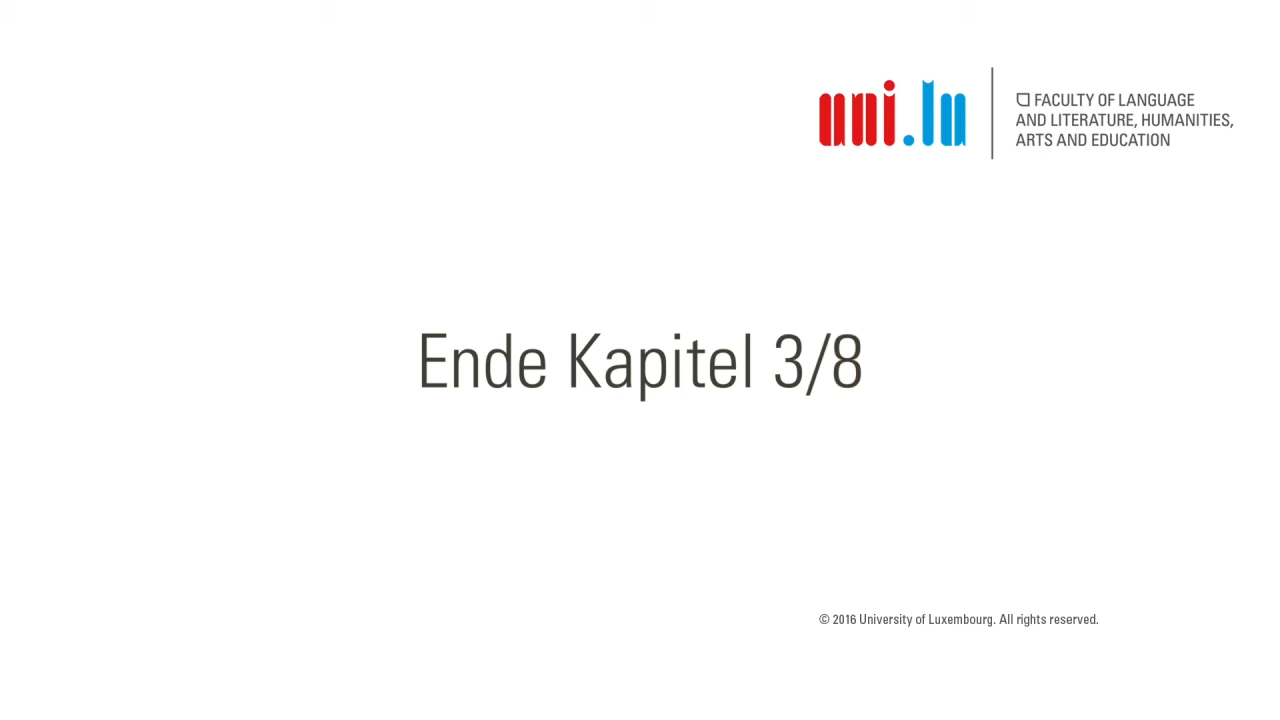 uni.lu
FACULTY OF LANGUAGE
AND LITERATURE, HUMANITIES,
ARTS AND EDUCATION
Ende Kapitel 3/8
© 2016 University of Luxembourg. All rights reserved.